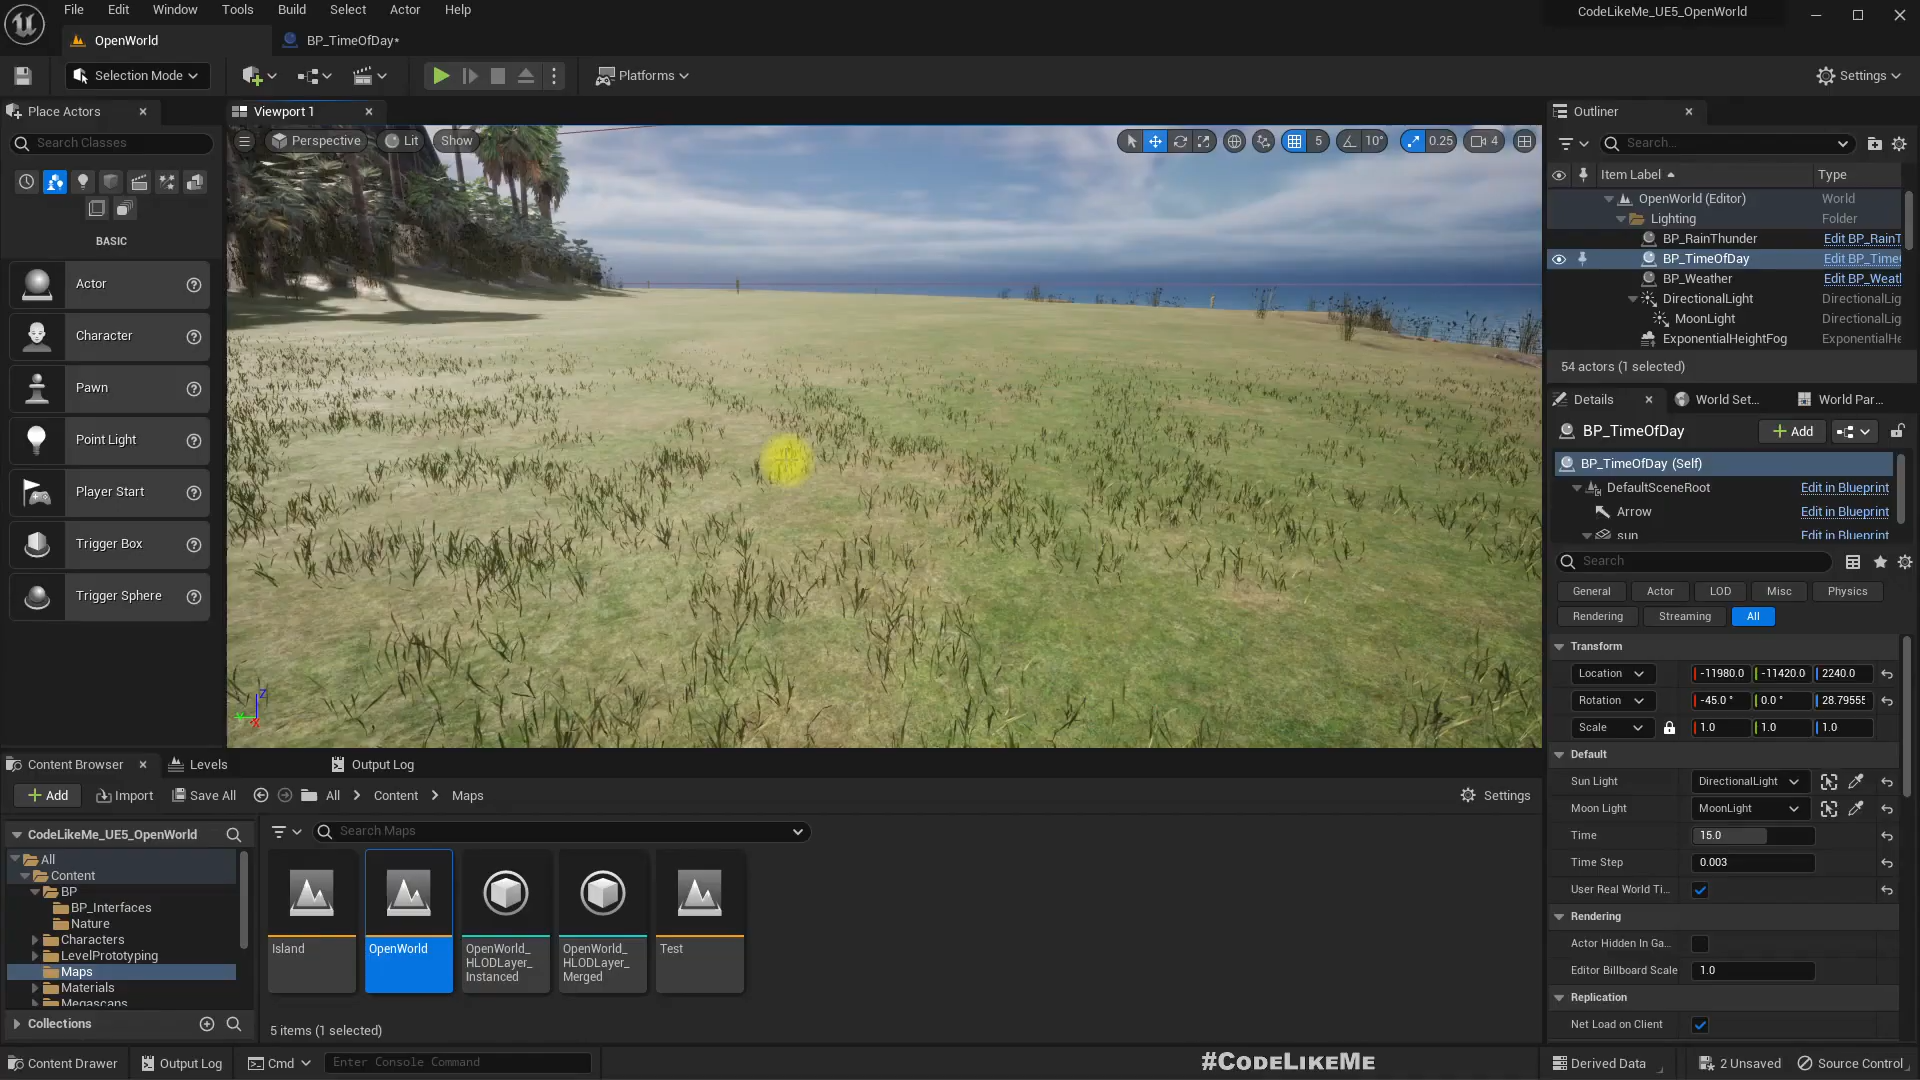 File Edit Window Tools Build Select Actor Help
CodeLikeMe_UE5_OpenWorld
OpenWorld
BP_TimeOfDay*
Selection Mode
Platforms
Settings
Place Actors
Search Classes
BASIC
Actor
Character
Pawn
Point Light
Player Start
Trigger Box
Trigger Sphere
Viewport 1
Perspective
Lit
Show
5
10°
0.25
4
Z
X
Outliner
Search...
Item Label
Type
OpenWorld (Editor) World
Lighting Folder
BP_RainThunder Edit BP_RainT
BP_TimeOfDay Edit BP_Time
BP_Weather Edit BP_Weat
DirectionalLight DirectionalLig
MoonLight DirectionalLig
ExponentialHeightFog ExponentialHe
54 actors (1 selected)
Details
World Set...
World Par...
BP_TimeOfDay
Add
BP_TimeOfDay (Self)
DefaultSceneRoot Edit in Blueprint
Arrow Edit in Blueprint
sun Edit in Blueprint
Search
General Actor LOD Misc Physics
Rendering Streaming All
Transform
Location -11980.0 -11420.0 2240.0
Rotation -45.0 ° 0.0 ° 28.79555
Scale 1.0 1.0 1.0
Default
Sun Light DirectionalLight
Moon Light MoonLight
Time 15.0
Time Step 0.003
User Real World Ti...
Rendering
Actor Hidden In Ga...
Editor Billboard Scale 1.0
Replication
Net Load on Client
Content Browser
Levels
Output Log
Add
Import
Save All
All > Content > Maps
Settings
CodeLikeMe_UE5_OpenWorld
All
Content
BP
BP_Interfaces
Nature
Characters
LevelPrototyping
Maps
Materials
Megascans
Collections
Search Maps
Island
OpenWorld
OpenWorld_
HLODLayer_
Instanced
OpenWorld_
HLODLayer_
Merged
Test
5 items (1 selected)
Content Drawer
Output Log
Cmd
Enter Console Command
#CODELIKEME
Derived Data
2 Unsaved
Source Control